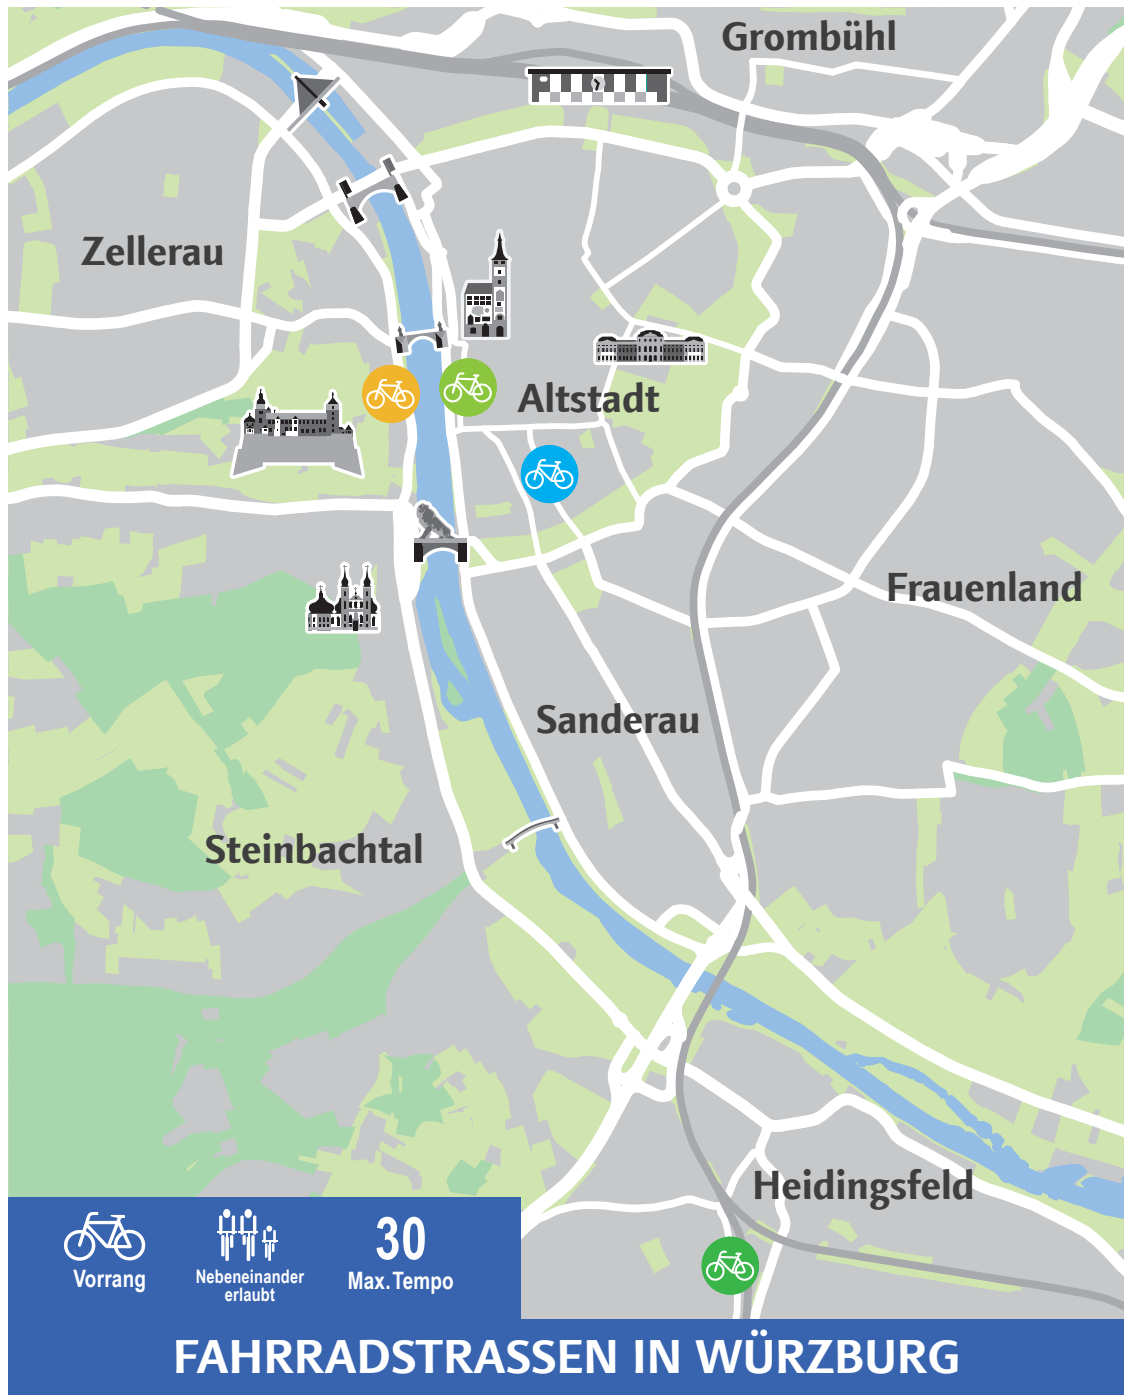 Grombühl
Zellerau
Altstadt
Frauenland
Sanderau
Steinbachtal
Heidingsfeld
Vorrang
Nebeneinander
erlaubt
30
Max. Tempo
FAHRRADSTRASSEN IN WÜRZBURG